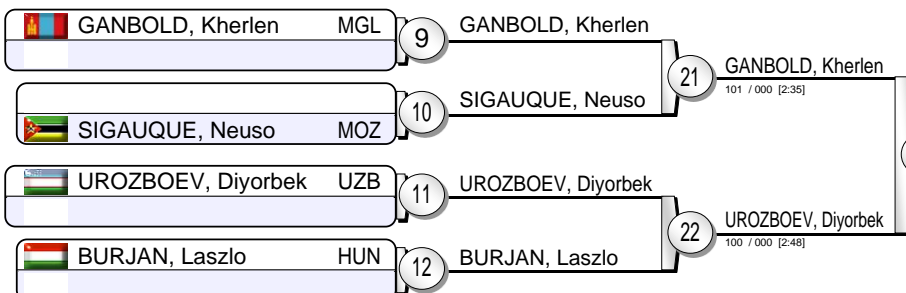 GANBOLD, Kherlen MGL
9
GANBOLD, Kherlen
21
GANBOLD, Kherlen
101 / 000 [2:35]
10
SIGAUQUE, Neuso
SIGAUQUE, Neuso MOZ
UROZBOEV, Diyorbek UZB
11
UROZBOEV, Diyorbek
22
UROZBOEV, Diyorbek
100 / 000 [2:48]
BURJAN, Laszlo HUN
12
BURJAN, Laszlo